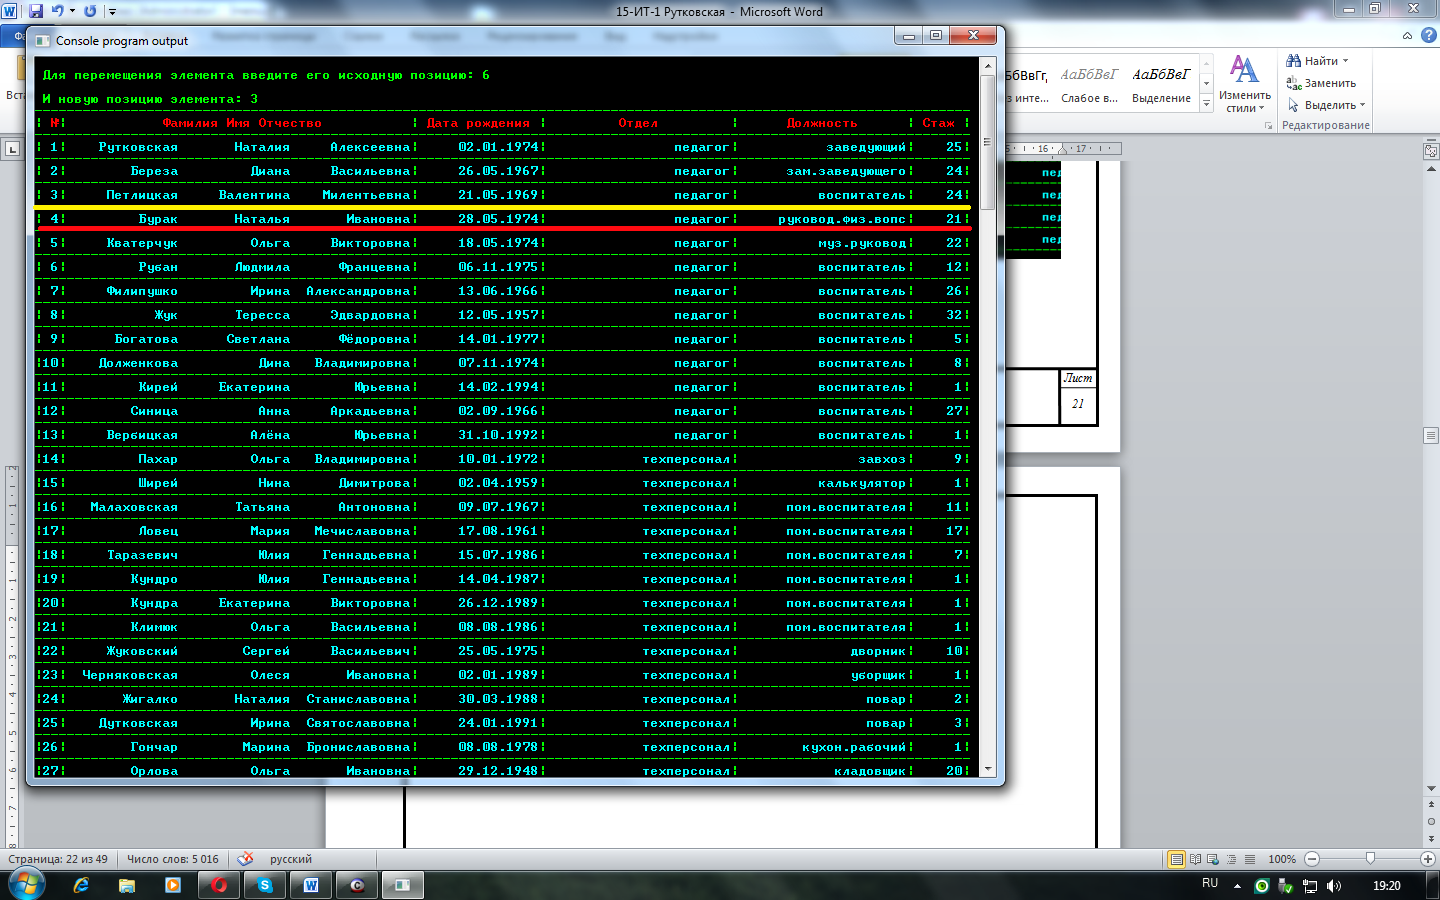 15-ИТ-1 Рутковская - Microsoft Word
Console program output
Для перемещения элемента введите его исходную позицию: 6
И новую позицию элемента: 3
№ Фамилия Имя Отчество Дата рождения Отдел Должность Стаж
1 Рутковская Наталия Алексеевна 02.01.1974 педагог заведующий 25
2 Береза Диана Васильевна 26.05.1967 педагог зам.заведующего 24
3 Петлицкая Валентина Милентьевна 21.05.1969 педагог воспитатель 24
4 Бурак Наталья Ивановна 28.05.1974 педагог руковод.физ.вопс 21
5 Кватерчук Ольга Викторовна 18.05.1974 педагог муз.руковод 22
6 Рубан Людмила Францевна 06.11.1975 педагог воспитатель 12
7 Филипушко Ирина Александровна 13.06.1966 педагог воспитатель 26
8 Жук Тересса Эдвардовна 12.05.1957 педагог воспитатель 32
9 Богатова Светлана Фёдоровна 14.01.1977 педагог воспитатель 5
10 Долженкова Дина Владимировна 07.11.1974 педагог воспитатель 8
11 Кирей Екатерина Юрьевна 14.02.1994 педагог воспитатель 1
12 Синица Анна Аркадьевна 02.09.1966 педагог воспитатель 27
13 Вербицкая Алёна Юрьевна 31.10.1992 педагог воспитатель 1
14 Пахар Ольга Владимировна 10.01.1972 техперсонал завхоз 9
15 Ширей Нина Димитрова 02.04.1959 техперсонал калькулятор 1
16 Малаховская Татьяна Антоновна 09.07.1967 техперсонал пом.воспитателя 11
17 Ловец Мария Мечиславовна 17.08.1961 техперсонал пом.воспитателя 17
18 Таразевич Юлия Геннадьевна 15.07.1986 техперсонал пом.воспитателя 7
19 Кундро Юлия Геннадьевна 14.04.1987 техперсонал пом.воспитателя 1
20 Кундра Екатерина Викторовна 26.12.1989 техперсонал пом.воспитателя 1
21 Климюк Ольга Васильевна 08.08.1986 техперсонал пом.воспитателя 1
22 Жуковский Сергей Васильевич 25.05.1975 техперсонал дворник 10
23 Черняковская Олеся Ивановна 02.01.1989 техперсонал уборщик 1
24 Жигалко Наталия Станиславовна 30.03.1988 техперсонал повар 2
25 Дутковская Ирина Святославовна 24.01.1991 техперсонал повар 3
26 Гончар Марина Брониславовна 08.08.1978 техперсонал кухон.рабочий 1
27 Орлова Ольга Ивановна 29.12.1948 техперсонал кладовщик 20
АаБбВвГг АаБбВвГ
з инте... Слабое в... Выделение
Изменить стили
Найти
Заменить
Выделить
Редактирование
16 17
пед
пед
пед
пед
Лист
21
Страница: 22 из 49 Число слов: 5 016 русский 100%
RU 19:20